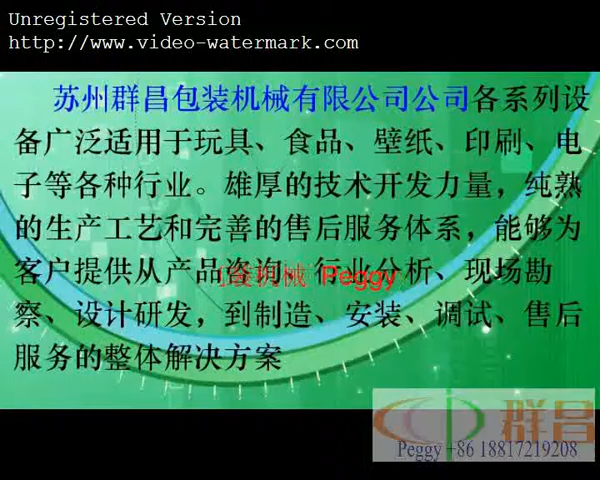 Unregistered Version
http://www.video-watermark.com
苏州群昌包装机械有限公司公司各系列设
备广泛适用于玩具、食品、壁纸、印刷、电
子等各种行业。雄厚的技术开发力量，纯熟
的生产工艺和完善的售后服务体系，能够为
客户提供从产品咨询、行业分析、现场勘
装机械 Peggy
察、设计研发，到制造、安装、调试、售后
服务的整体解决方案
群昌
Peggy +86 18817219208